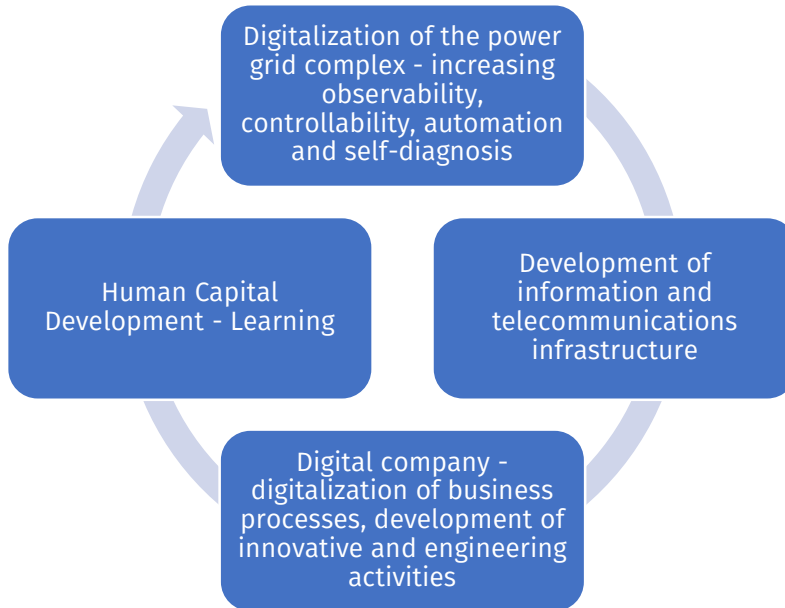 Digitalization of the power
grid complex - increasing
observability,
controllability, automation
and self-diagnosis
Development of
information and
telecommunications
infrastructure
Digital company -
digitalization of business
processes, development of
innovative and engineering
activities
Human Capital
Development - Learning